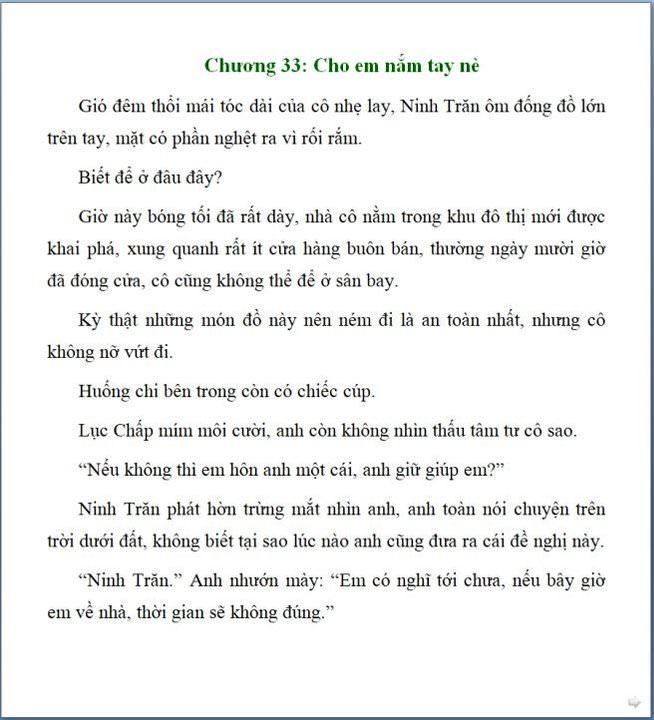 Chương 33: Cho em nắm tay nè
Gió đêm thổi mái tóc dài của cô nhẹ lay, Ninh Trăn ôm đống đồ lớn
trên tay, mặt có phần nghệt ra vì rối rắm.
Biết để ở đâu đây?
Giờ này bóng tối đã rất dày, nhà cô nằm trong khu đô thị mới được
khai phá, xung quanh rất ít cửa hàng buôn bán, thường ngày mười giờ
đã đóng cửa, cô cũng không thể để ở sân bay.
Kỳ thật những món đồ này nên ném đi là an toàn nhất, nhưng cô
không nỡ vứt đi.
Huống chi bên trong còn có chiếc cúp.
Lục Chấp mím môi cười, anh còn không nhìn thấu tâm tư cô sao.
“Nếu không thì em hôn anh một cái, anh giữ giúp em?”
Ninh Trăn phát hờn trừng mắt nhìn anh, anh toàn nói chuyện trên
trời dưới đất, không biết tại sao lúc nào anh cũng đưa ra cái đề nghị này.
“Ninh Trăn.” Anh nhướn mày: “Em có nghĩ tới chưa, nếu bây giờ
em về nhà, thời gian sẽ không đúng.”